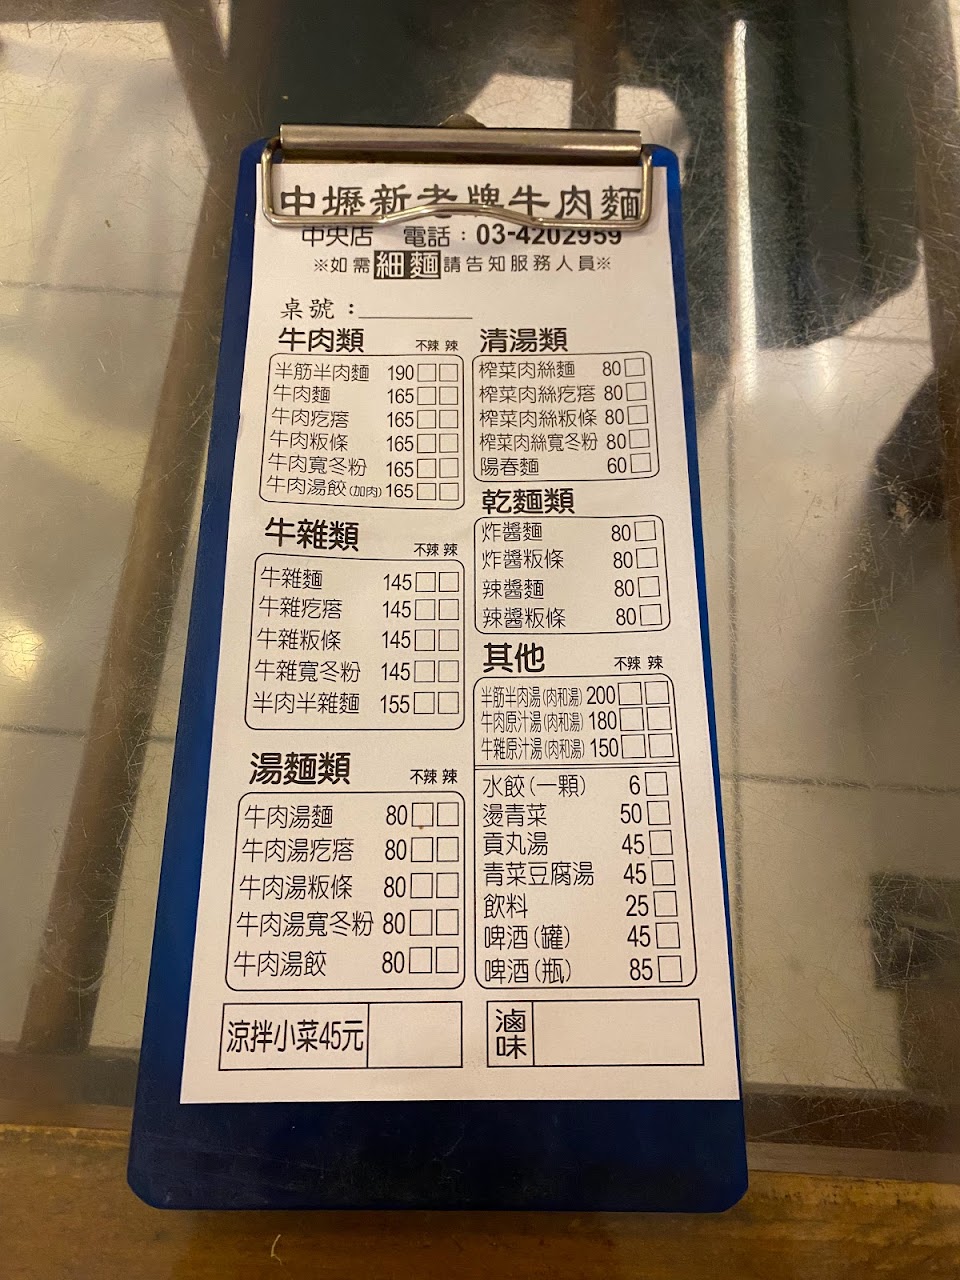 中壢新老牌牛肉麵
中央店 電話：03-4202959
※如需細麵請告知服務人員※
桌號：
牛肉類 不辣 辣
半筋半肉麵 190
牛肉麵 165
牛肉疙瘩 165
牛肉粄條 165
牛肉寬冬粉 165
牛肉湯餃(加肉) 165
牛雜類 不辣 辣
牛雜麵 145
牛雜疙瘩 145
牛雜粄條 145
牛雜寬冬粉 145
半肉半雜麵 155
湯麵類 不辣 辣
牛肉湯麵 80
牛肉湯疙瘩 80
牛肉湯粄條 80
牛肉湯寬冬粉 80
牛肉湯餃 80
涼拌小菜45元
清湯類
榨菜肉絲麵 80
榨菜肉絲疙瘩 80
榨菜肉絲粄條 80
榨菜肉絲寬冬粉 80
陽春麵 60
乾麵類
炸醬麵 80
炸醬粄條 80
辣醬麵 80
辣醬粄條 80
其他 不辣 辣
半筋半肉湯(肉和湯) 200
牛肉原汁湯(肉和湯) 180
牛雜原汁湯(肉和湯) 150
水餃(一顆) 6
燙青菜 50
貢丸湯 45
青菜豆腐湯 45
飲料 25
啤酒(罐) 45
啤酒(瓶) 85
滷味